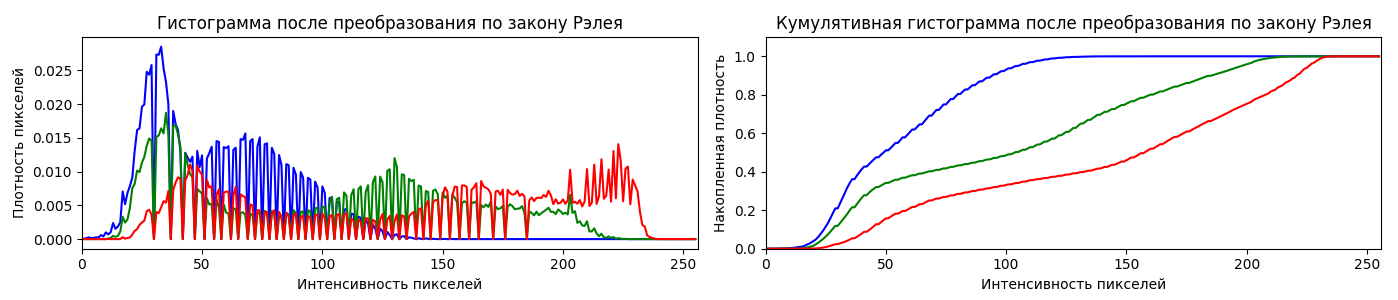 Гистограмма после преобразования по закону Рэлея
Плотность пикселей
0.025
0.020
0.015
0.010
0.005
0.000
0 50 100 150 200 250
Интенсивность пикселей
Кумулятивная гистограмма после преобразования по закону Рэлея
Накопленная плотность
1.0
0.8
0.6
0.4
0.2
0.0
0 50 100 150 200 250
Интенсивность пикселей